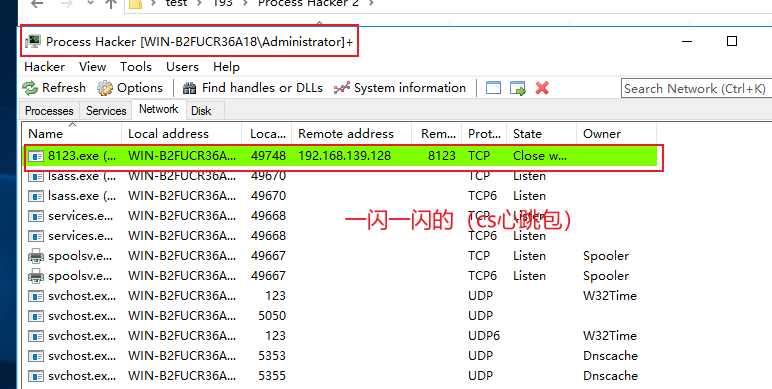 test
193
Process Hacker 2
Process Hacker [WIN-B2FUCR36A18\Administrator]+
Hacker View Tools Users Help
Refresh Options Find handles or DLLs System information Search Network (Ctrl+K)
Processes Services Network Disk
Name Local address Loca... Remote address Rem... Prot... State Owner
8123.exe (... WIN-B2FUCR36A... 49748 192.168.139.128 8123 TCP Close w...
lsass.exe (... WIN-B2FUCR36A... 49670 TCP Listen
lsass.exe (... WIN-B2FUCR36A... 49670 TCP6 Listen
services.e... WIN-B2FUCR36A... 49668 TCP Listen
一闪一闪的（cs心跳包）
services.e... WIN-B2FUCR36A... 49668 TCP6 Listen
spoolsv.e... WIN-B2FUCR36A... 49667 TCP Listen Spooler
spoolsv.e... WIN-B2FUCR36A... 49667 TCP6 Listen Spooler
svchost.ex... WIN-B2FUCR36A... 123 UDP W32Time
svchost.ex... WIN-B2FUCR36A... 5050 UDP
svchost.ex... WIN-B2FUCR36A... 123 UDP6 W32Time
svchost.ex... WIN-B2FUCR36A... 5353 UDP Dnscache
svchost.ex... WIN-B2FUCR36A... 5355 UDP Dnscache